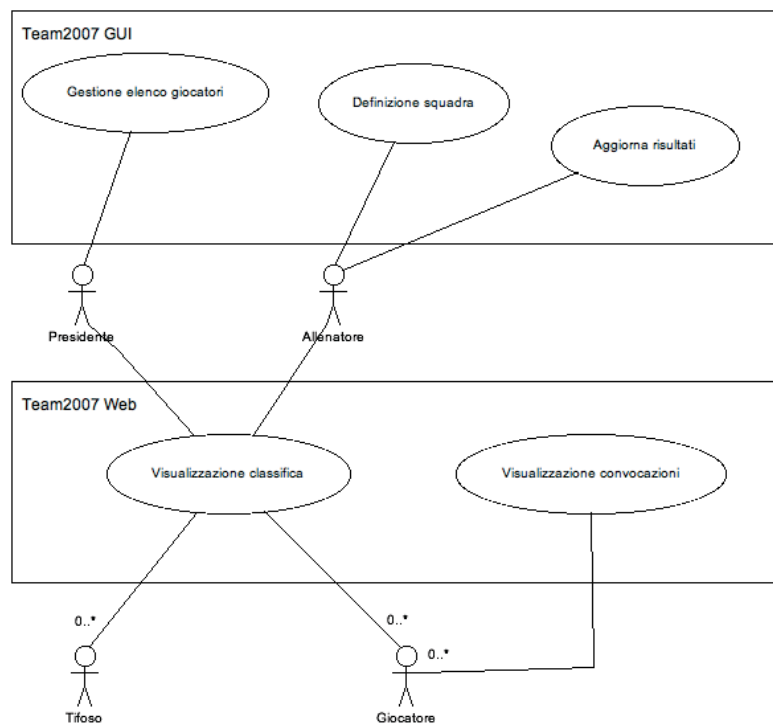 Team2007 GUI
Gestione elenco giocatori
Definizione squadra
Aggiorna risultati
Presidente
Allenatore
Team2007 Web
Visualizzazione classifica
Visualizzazione convocazioni
0..*
0..*
0..*
Tifoso
Giocatore